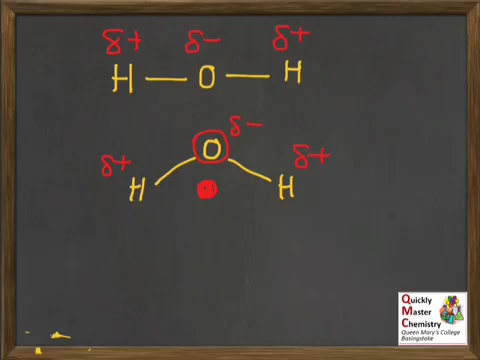 δ+ δ- δ+
H — O — H
δ-
O
δ+ δ+
H H
Quickly
Master
Chemistry
Queen Mary's College
Basingstoke